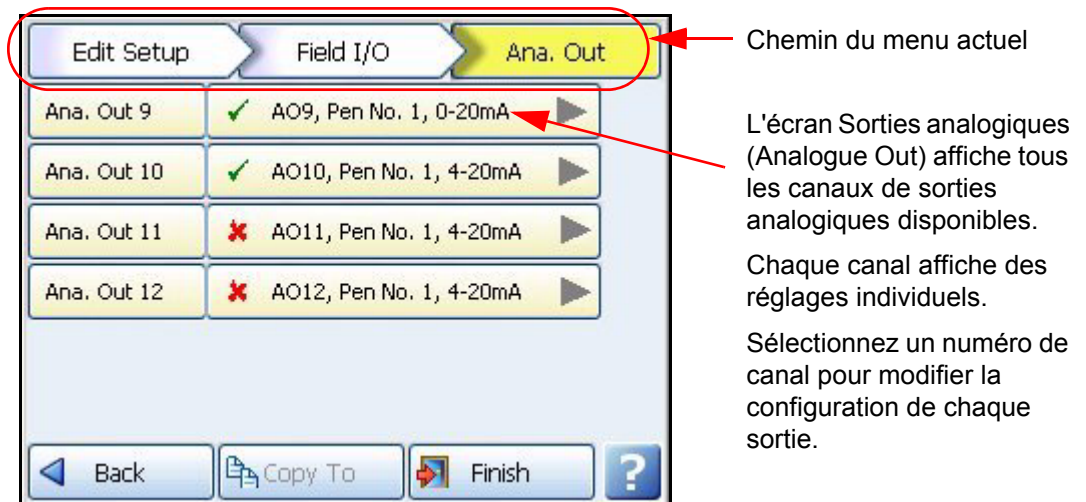 Edit Setup Field I/O Ana. Out
Ana. Out 9 ✓ AO9, Pen No. 1, 0-20mA
Ana. Out 10 ✓ AO10, Pen No. 1, 4-20mA
Ana. Out 11 ✘ AO11, Pen No. 1, 4-20mA
Ana. Out 12 ✘ AO12, Pen No. 1, 4-20mA
Back Copy To Finish ?
Chemin du menu actuel
L'écran Sorties analogiques
(Analogue Out) affiche tous
les canaux de sorties
analogiques disponibles.
Chaque canal affiche des
réglages individuels.
Sélectionnez un numéro de
canal pour modifier la
configuration de chaque
sortie.